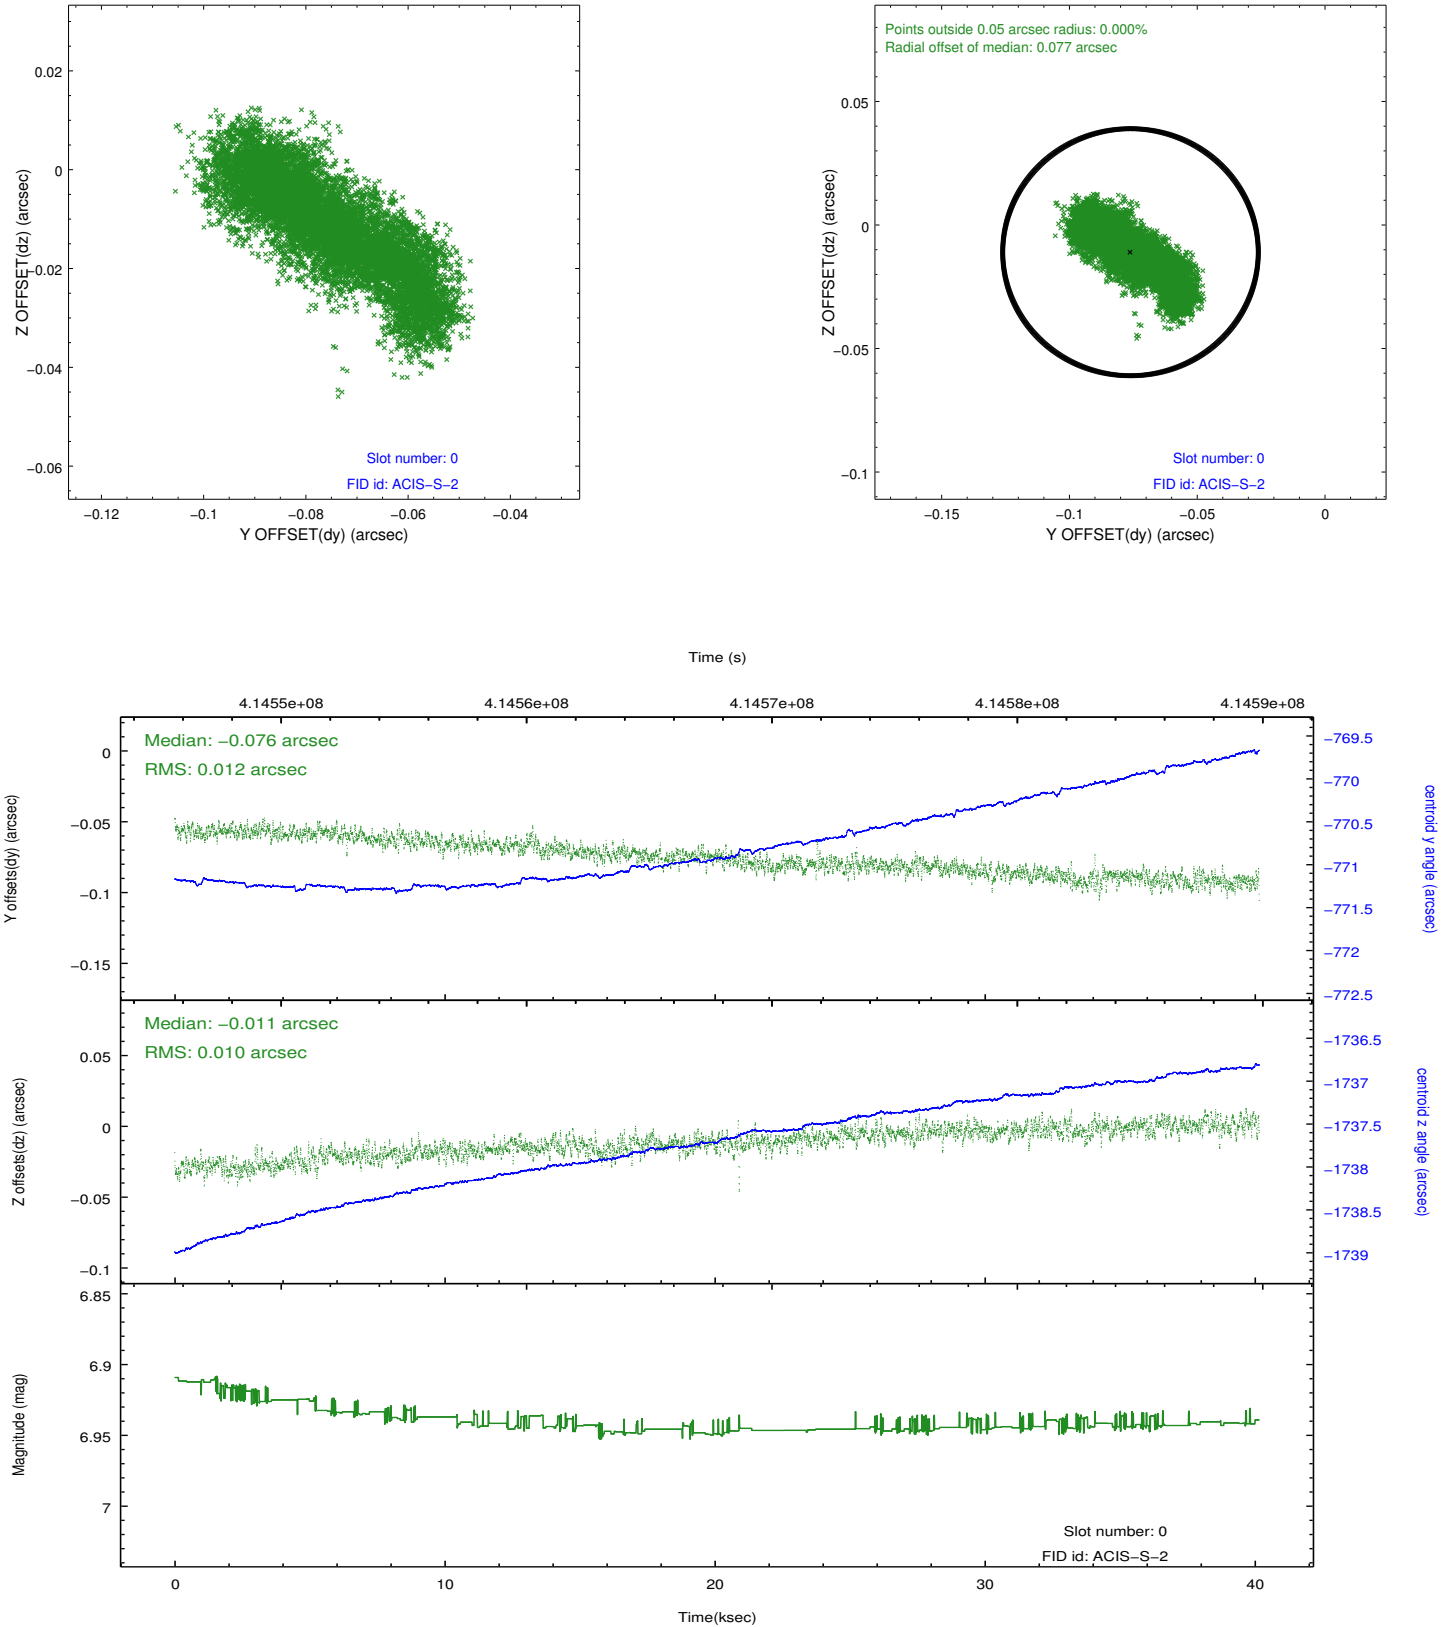 0.02
0
−0.02
−0.04
−0.06
Z OFFSET(dz) (arcsec)
Slot number: 0
FID id: ACIS−S−2
−0.12
−0.1
−0.08
−0.06
−0.04
Y OFFSET(dy) (arcsec)
Points outside 0.05 arcsec radius: 0.000%
Radial offset of median: 0.077 arcsec
0.05
0
−0.05
−0.1
Z OFFSET(dz) (arcsec)
Slot number: 0
FID id: ACIS−S−2
−0.15
−0.1
−0.05
0
Y OFFSET(dy) (arcsec)
Time (s)
4.1455e+08
4.1456e+08
4.1457e+08
4.1458e+08
4.1459e+08
Median: −0.076 arcsec
RMS: 0.012 arcsec
0
−0.05
−0.1
−0.15
Y offsets(dy) (arcsec)
−769.5
−770
−770.5
−771
−771.5
−772
−772.5
centroid y angle (arcsec)
Median: −0.011 arcsec
RMS: 0.010 arcsec
0.05
0
−0.05
−0.1
Z offsets(dz) (arcsec)
−1736.5
−1737
−1737.5
−1738
−1738.5
−1739
centroid z angle (arcsec)
6.85
6.9
6.95
7
Magnitude (mag)
Slot number: 0
FID id: ACIS−S−2
0
10
20
30
40
Time(ksec)